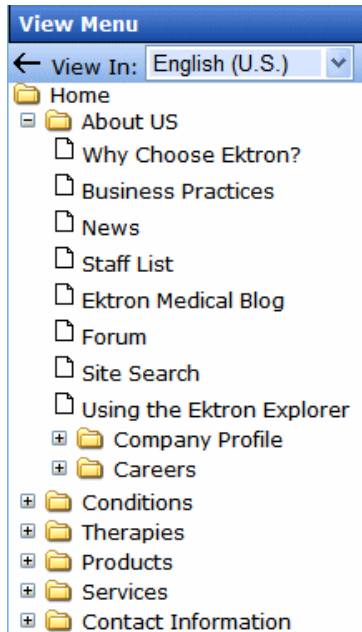 View Menu
View In: English (U.S.)
Home
About US
Why Choose Ektron?
Business Practices
News
Staff List
Ektron Medical Blog
Forum
Site Search
Using the Ektron Explorer
Company Profile
Careers
Conditions
Therapies
Products
Services
Contact Information